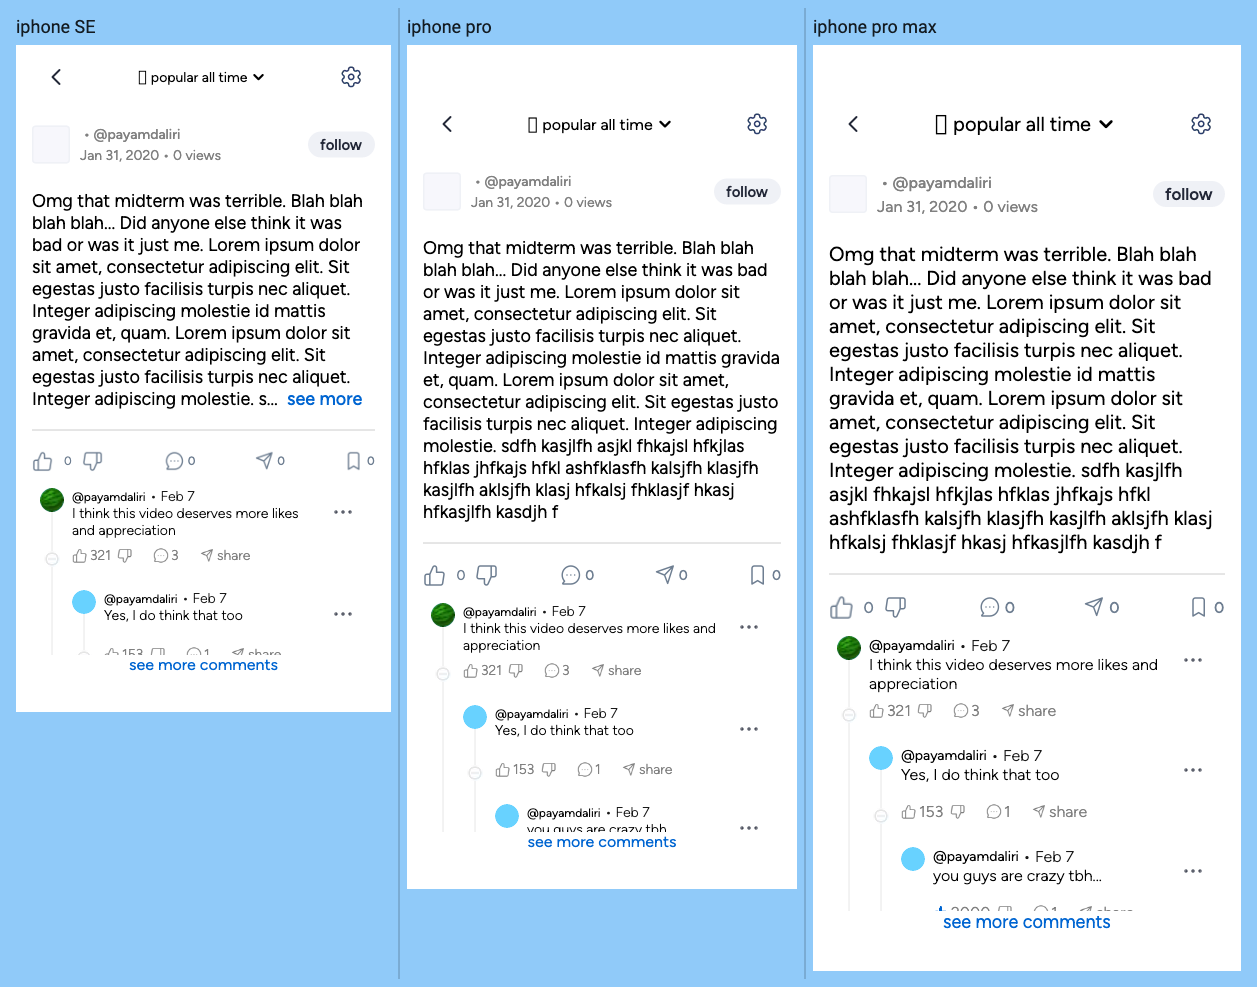 iphone SE
popular all time
• @payamdaliri
Jan 31, 2020 • 0 views
follow
Omg that midterm was terrible. Blah blah
blah blah... Did anyone else think it was
bad or was it just me. Lorem ipsum dolor
sit amet, consectetur adipiscing elit. Sit
egestas justo facilisis turpis nec aliquet.
Integer adipiscing molestie id mattis
gravida et, quam. Lorem ipsum dolor sit
amet, consectetur adipiscing elit. Sit
egestas justo facilisis turpis nec aliquet.
Integer adipiscing molestie. s... see more
0 0 0 0
@payamdaliri • Feb 7
I think this video deserves more likes
and appreciation
321 3 share
@payamdaliri • Feb 7
Yes, I do think that too
153 1 share
see more comments
iphone pro
popular all time
• @payamdaliri
Jan 31, 2020 • 0 views
follow
Omg that midterm was terrible. Blah blah
blah blah... Did anyone else think it was bad
or was it just me. Lorem ipsum dolor sit
amet, consectetur adipiscing elit. Sit
egestas justo facilisis turpis nec aliquet.
Integer adipiscing molestie id mattis gravida
et, quam. Lorem ipsum dolor sit amet,
consectetur adipiscing elit. Sit egestas justo
facilisis turpis nec aliquet. Integer adipiscing
molestie. sdfh kasjlfh asjkl fhkajsl hfkjlas
hfklas jhfkajs hfkl ashfklasfh kalsjfh klasjfh
kasjlfh aklsjfh klasj hfkalsj fhklasjf hkasj
hfkasjlfh kasdjh f
0 0 0 0
@payamdaliri • Feb 7
I think this video deserves more likes and
appreciation
321 3 share
@payamdaliri • Feb 7
Yes, I do think that too
153 1 share
@payamdaliri • Feb 7
you guys are crazy tbh
see more comments
iphone pro max
popular all time
• @payamdaliri
Jan 31, 2020 • 0 views
follow
Omg that midterm was terrible. Blah blah
blah blah... Did anyone else think it was bad
or was it just me. Lorem ipsum dolor sit
amet, consectetur adipiscing elit. Sit
egestas justo facilisis turpis nec aliquet.
Integer adipiscing molestie id mattis
gravida et, quam. Lorem ipsum dolor sit
amet, consectetur adipiscing elit. Sit
egestas justo facilisis turpis nec aliquet.
Integer adipiscing molestie. sdfh kasjlfh
asjkl fhkajsl hfkjlas hfklas jhfkajs hfkl
ashfklasfh kalsjfh klasjfh kasjlfh aklsjfh klasj
hfkalsj fhklasjf hkasj hfkasjlfh kasdjh f
0 0 0 0
@payamdaliri • Feb 7
I think this video deserves more likes and
appreciation
321 3 share
@payamdaliri • Feb 7
Yes, I do think that too
153 1 share
@payamdaliri • Feb 7
you guys are crazy tbh...
1 share
see more comments